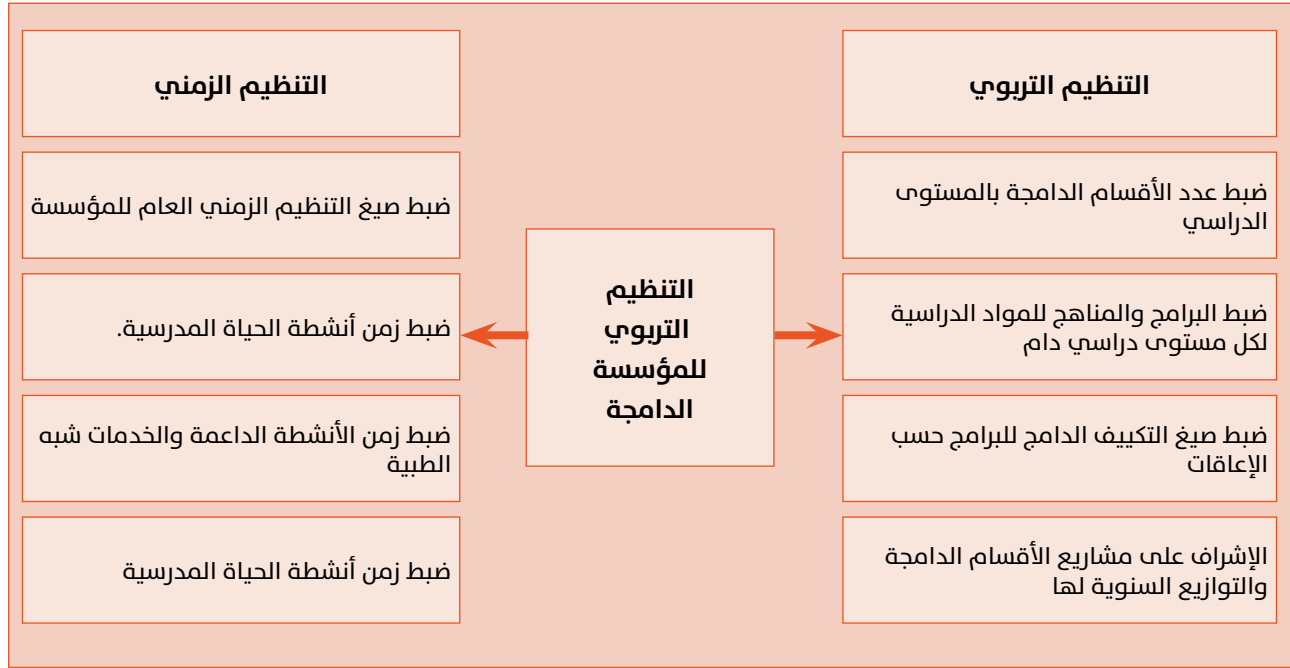 التنظيم التربوي
ضبط عدد الأقسام الدامجة بالمستوى
الدراسي
ضبط البرامج والمناهج للمواد الدراسية
لكل مستوى دراسي دام
ضبط صيغ التكييف الدامج للبرامج حسب
الإعاقات
الإشراف على مشاريع الأقسام الدامجة
والتوازيع السنوية لها
التنظيم
التربوي
للمؤسسة
الدامجة
التنظيم الزمني
ضبط صيغ التنظيم الزمني العام للمؤسسة
ضبط زمن أنشطة الحياة المدرسية.
ضبط زمن الأنشطة الداعمة والخدمات شبه
الطبية
ضبط زمن أنشطة الحياة المدرسية